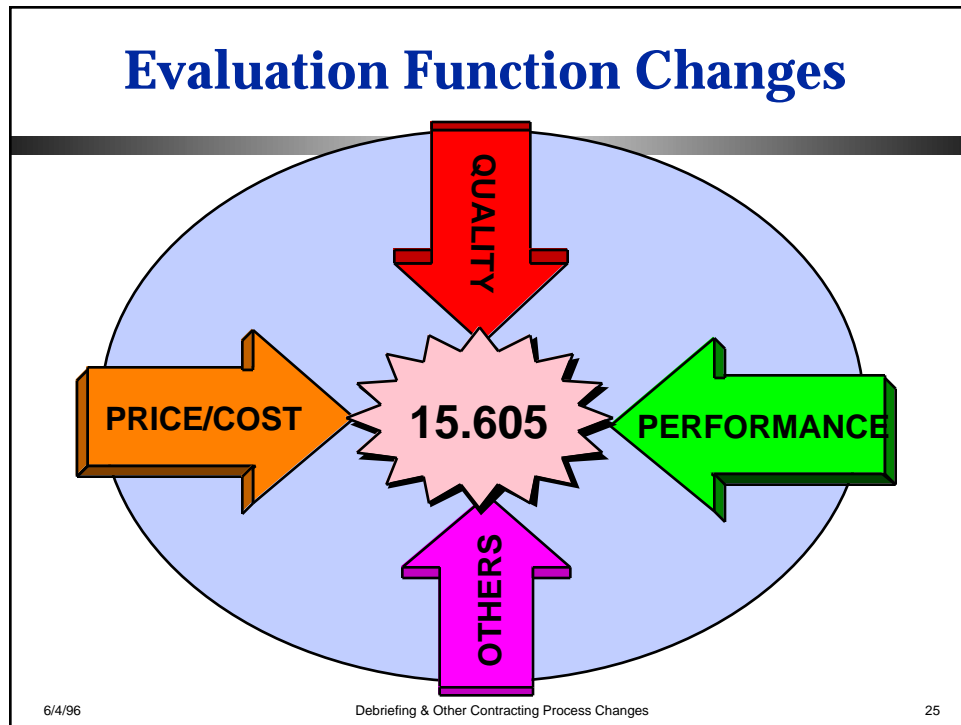 Evaluation Function Changes
QUALITY
PRICE/COST
15.605
PERFORMANCE
OTHERS
6/4/96
Debriefing & Other Contracting Process Changes
25